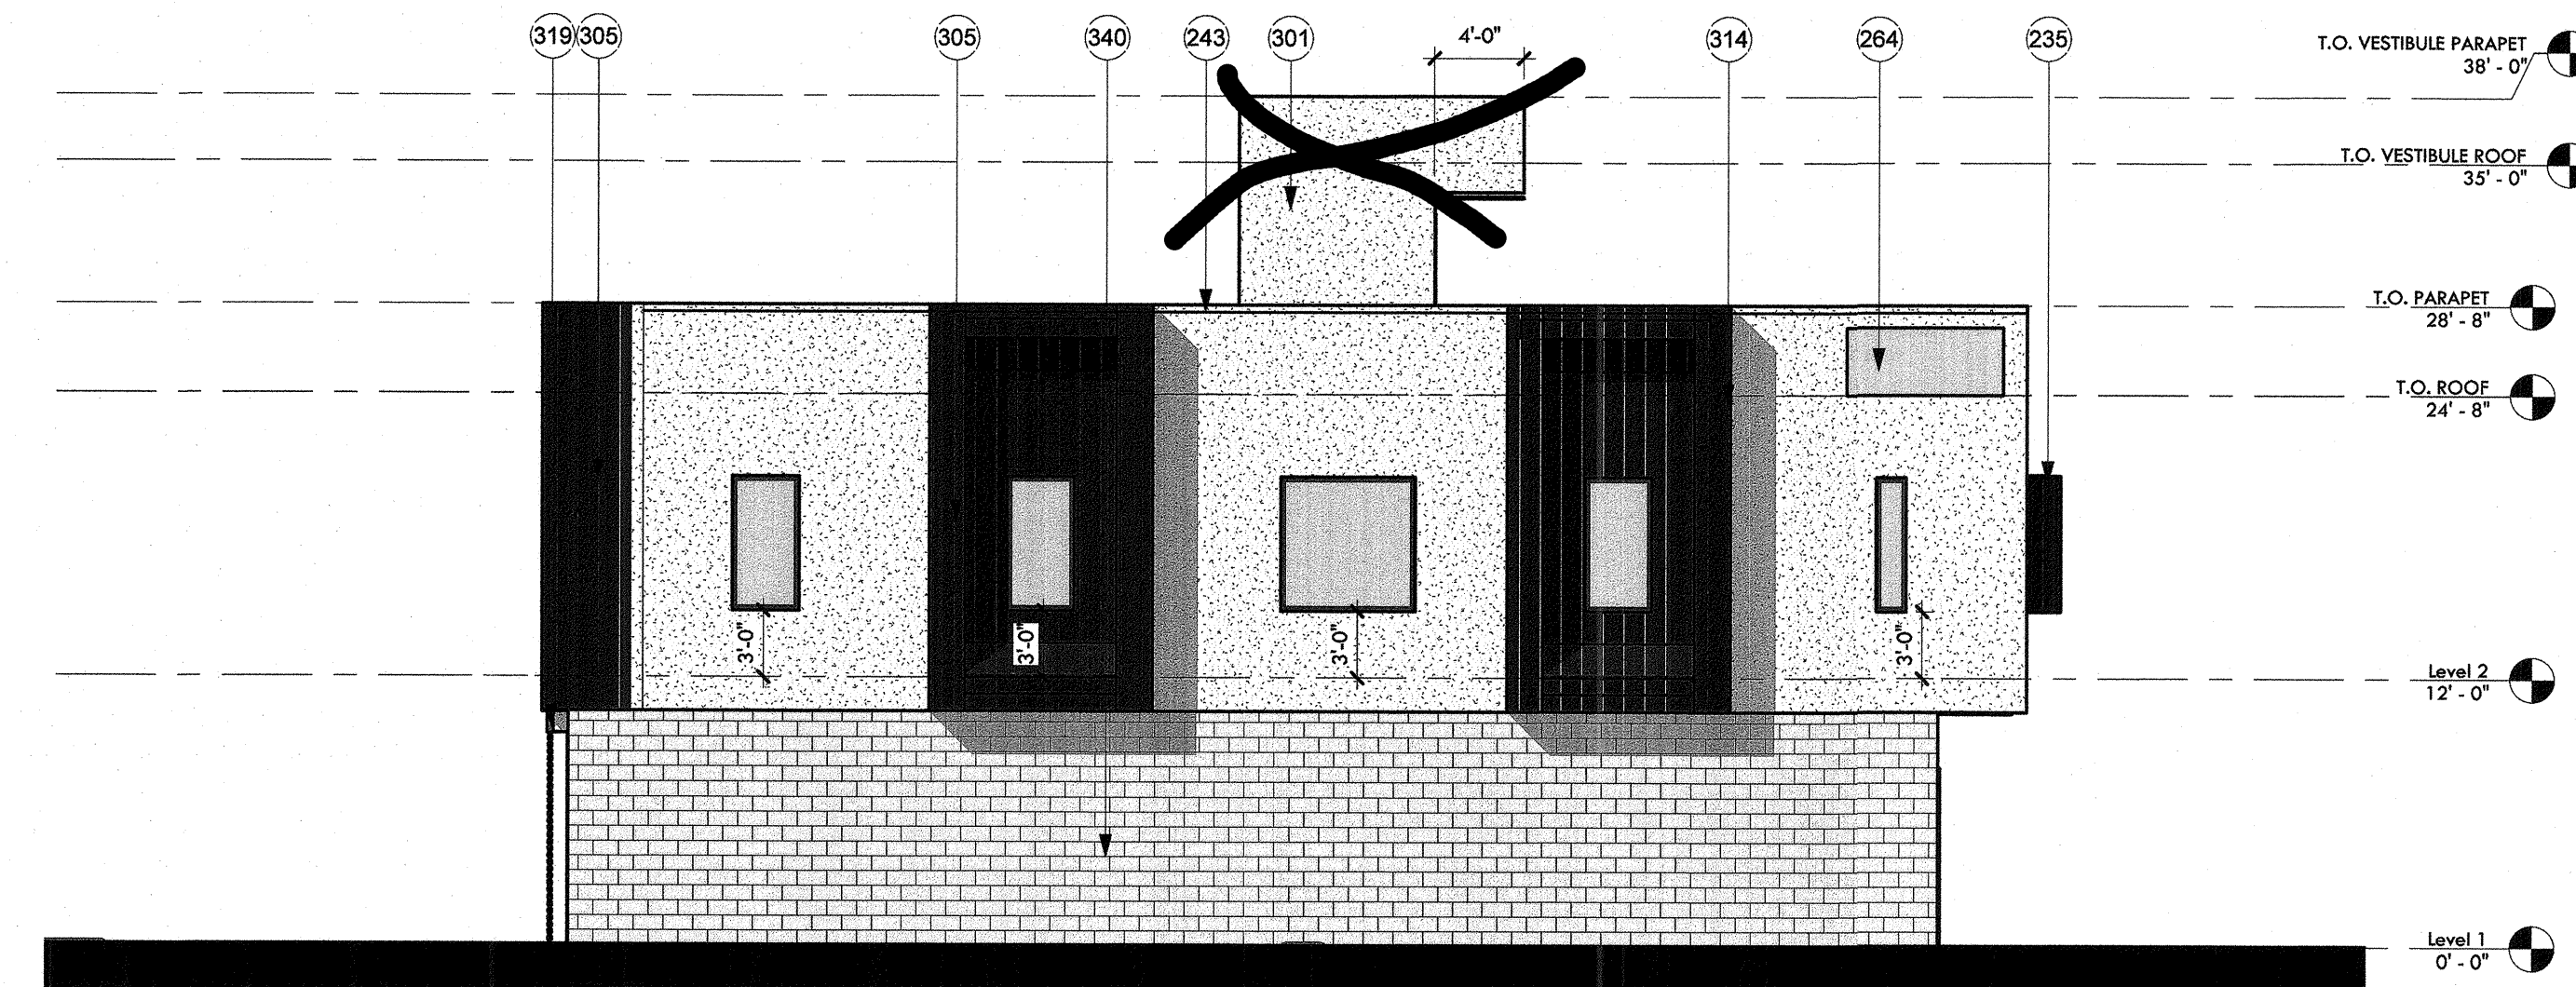 319 305 305 340 243 301 4'-0" 314 264 235
T.O. VESTIBULE PARAPET
38' - 0"
T.O. VESTIBULE ROOF
35' - 0"
T.O. PARAPET
28' - 8"
T.O. ROOF
24' - 8"
3'-0" 3'-0" 3'-0" 3'-0"
Level 2
12' - 0"
Level 1
0' - 0"